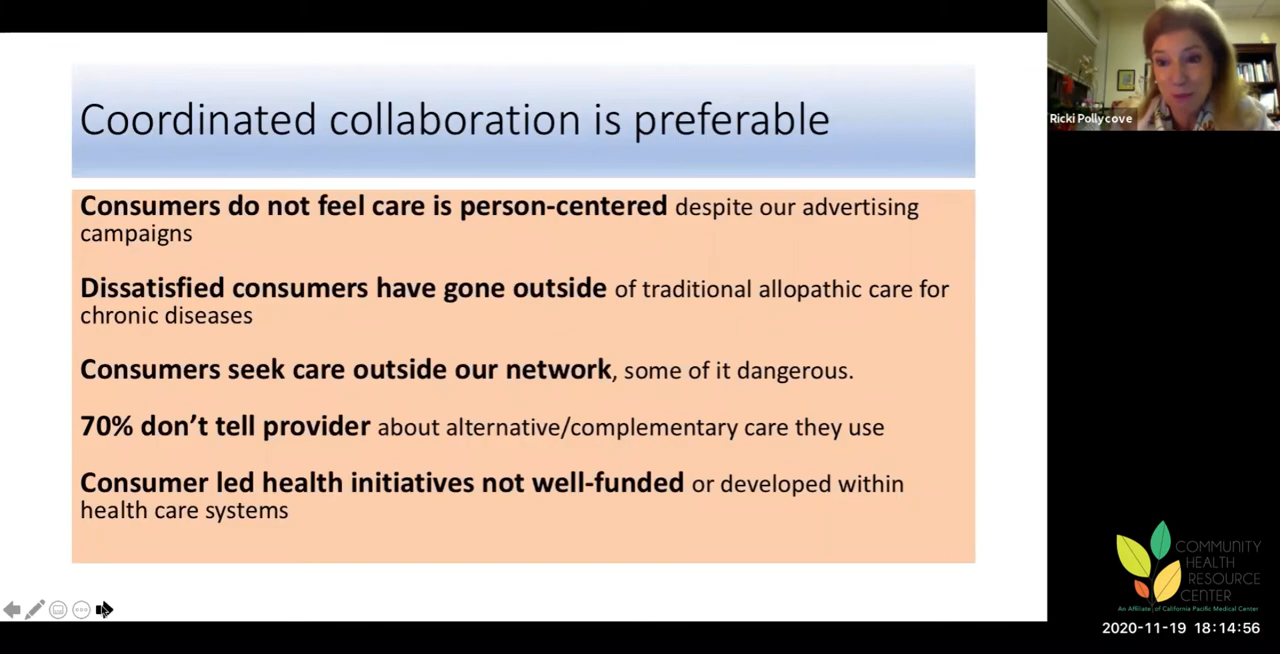 Coordinated collaboration is preferable
Consumers do not feel care is person-centered despite our advertising
campaigns
Dissatisfied consumers have gone outside of traditional allopathic care for
chronic diseases
Consumers seek care outside our network, some of it dangerous.
70% don’t tell provider about alternative/complementary care they use
Consumer led health initiatives not well-funded or developed within
health care systems
Ricki Pollycove
COMMUNITY
HEALTH
RESOURCE
CENTER
An Affiliate of California Pacific Medical Center
2020-11-19 18:14:56